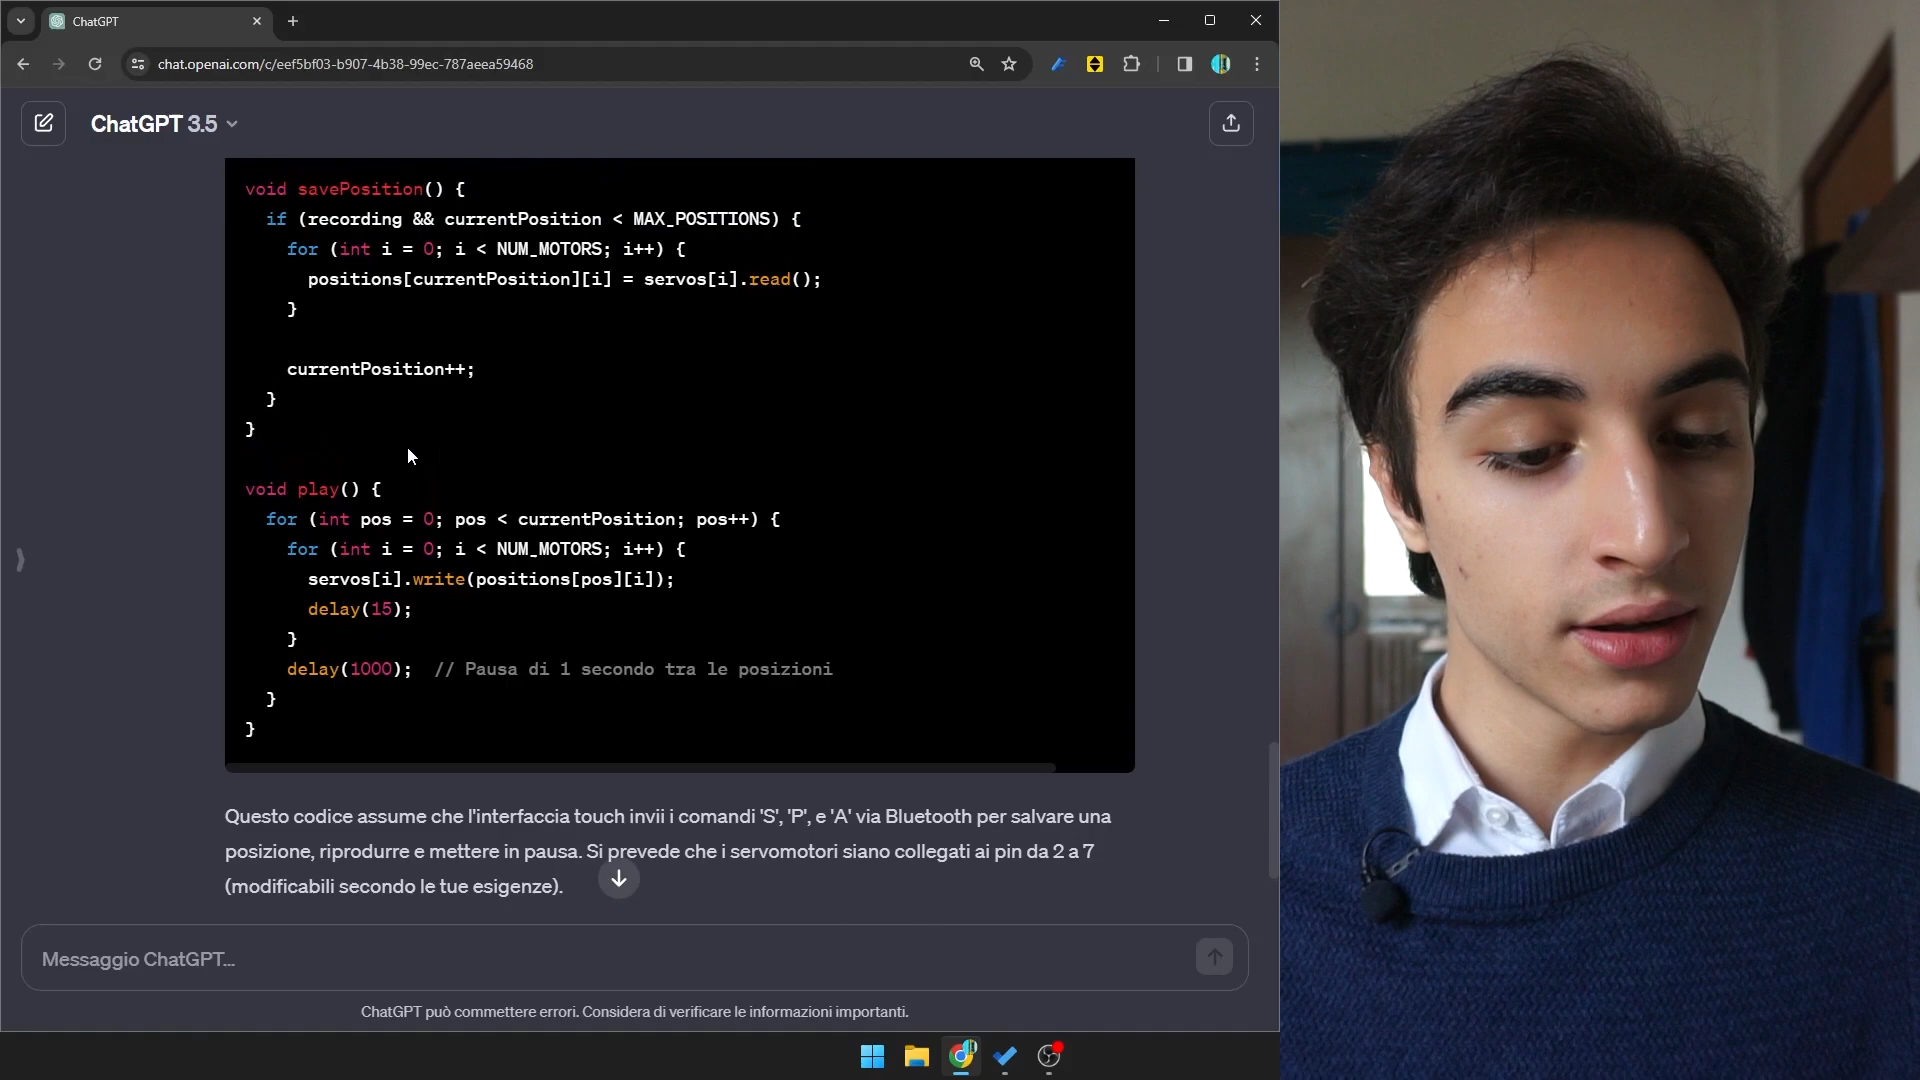 ChatGPT
chat.openai.com/c/eef5bf03-b907-4b38-99ec-787aeea59468
ChatGPT 3.5
void savePosition() {
if (recording && currentPosition < MAX_POSITIONS) {
for (int i = 0; i < NUM_MOTORS; i++) {
positions[currentPosition][i] = servos[i].read();
}
currentPosition++;
}
}
void play() {
for (int pos = 0; pos < currentPosition; pos++) {
for (int i = 0; i < NUM_MOTORS; i++) {
servos[i].write(positions[pos][i]);
delay(15);
}
delay(1000);  // Pausa di 1 secondo tra le posizioni
}
}
Questo codice assume che l'interfaccia touch invii i comandi 'S', 'P', e 'A' via Bluetooth per salvare una
posizione, riprodurre e mettere in pausa. Si prevede che i servomotori siano collegati ai pin da 2 a 7
(modificabili secondo le tue esigenze).
Messaggio ChatGPT...
ChatGPT può commettere errori. Considera di verificare le informazioni importanti.